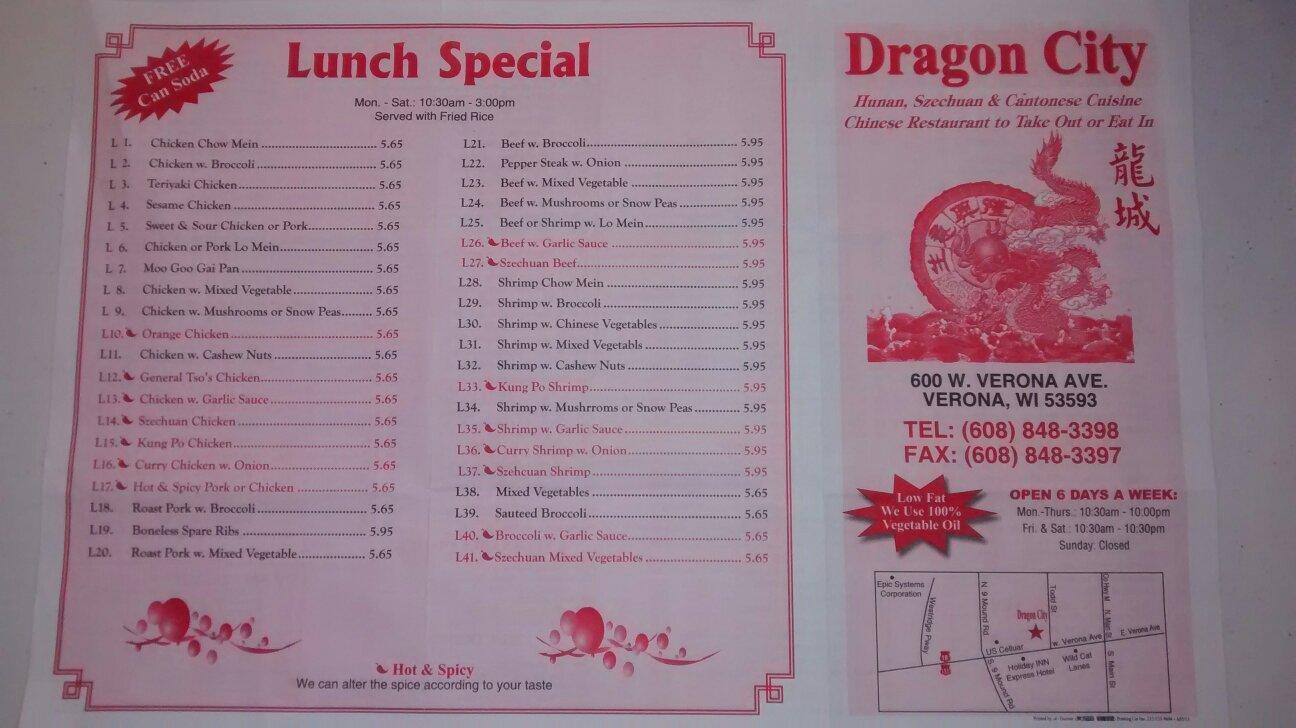 FREE
Can Soda
Lunch Special
Mon. - Sat.: 10:30am - 3:00pm
Served with Fried Rice
L 1. Chicken Chow Mein 5.65
L 2. Chicken w. Broccoli 5.65
L 3. Teriyaki Chicken 5.65
L 4. Sesame Chicken 5.65
L 5. Sweet & Sour Chicken or Pork 5.65
L 6. Chicken or Pork Lo Mein 5.65
L 7. Moo Goo Gai Pan 5.65
L 8. Chicken w. Mixed Vegetable 5.65
L 9. Chicken w. Mushrooms or Snow Peas 5.65
L10. Orange Chicken 5.65
L11. Chicken w. Cashew Nuts 5.65
L12. General Tso's Chicken 5.65
L13. Chicken w. Garlic Sauce 5.65
L14. Szechuan Chicken 5.65
L15. Kung Po Chicken 5.65
L16. Curry Chicken w. Onion 5.65
L17. Hot & Spicy Pork or Chicken 5.65
L18. Roast Pork w. Broccoli 5.65
L19. Boneless Spare Ribs 5.95
L20. Roast Pork w. Mixed Vegetable 5.65
L21. Beef w. Broccoli 5.95
L22. Pepper Steak w. Onion 5.95
L23. Beef w. Mixed Vegetable 5.95
L24. Beef w. Mushrooms or Snow Peas 5.95
L25. Beef or Shrimp w. Lo Mein 5.95
L26. Beef w. Garlic Sauce 5.95
L27. Szechuan Beef 5.95
L28. Shrimp Chow Mein 5.95
L29. Shrimp w. Broccoli 5.95
L30. Shrimp w. Chinese Vegetables 5.95
L31. Shrimp w. Mixed Vegetabls 5.95
L32. Shrimp w. Cashew Nuts 5.95
L33. Kung Po Shrimp 5.95
L34. Shrimp w. Mushrroms or Snow Peas 5.95
L35. Shrimp w. Garlic Sauce 5.95
L36. Curry Shrimp w. Onion 5.95
L37. Szehcuan Shrimp 5.95
L38. Mixed Vegetables 5.65
L39. Sauteed Broccoli 5.65
L40. Broccoli w. Garlic Sauce 5.65
L41. Szechuan Mixed Vegetables 5.65
Hot & Spicy
We can alter the spice according to your taste
Dragon City
Hunan, Szechuan & Cantonese Cuisine
Chinese Restaurant to Take Out or Eat In
龍城
600 W. VERONA AVE.
VERONA, WI 53593
TEL: (608) 848-3398
FAX: (608) 848-3397
Low Fat
We Use 100%
Vegetable Oil
OPEN 6 DAYS A WEEK:
Mon.-Thurs.: 10:30am - 10:00pm
Fri. & Sat.: 10:30am - 10:30pm
Sunday: Closed
Epic Systems
Corporation
Westridge Pway
N 9 Mound Rd
Dragon City
Todd St
Co Hwy M
N. Main St
US Celluar
w. Verona Ave
E. Verona Ave
S. 9 Mound Rd
Holiday INN
Express Hotel
Wild Cat
Lanes
S. Main St